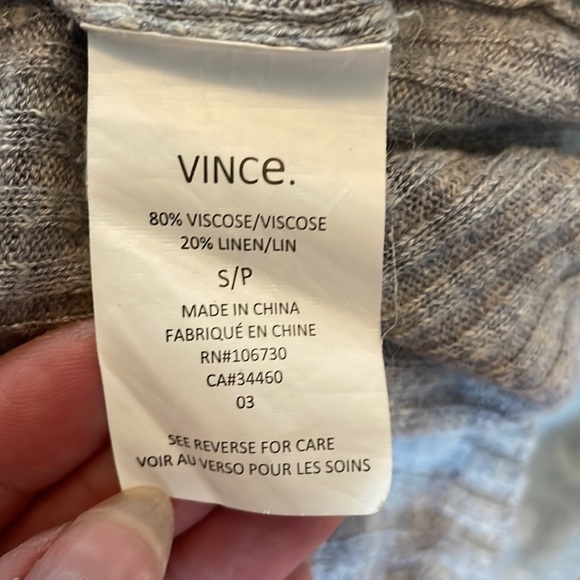 VINCe.
80% VISCOSE/VISCOSE
20% LINEN/LIN
S/P
MADE IN CHINA
FABRIQUÉ EN CHINE
RN#106730
CA#34460
03
SEE REVERSE FOR CARE
VOIR AU VERSO POUR LES SOINS